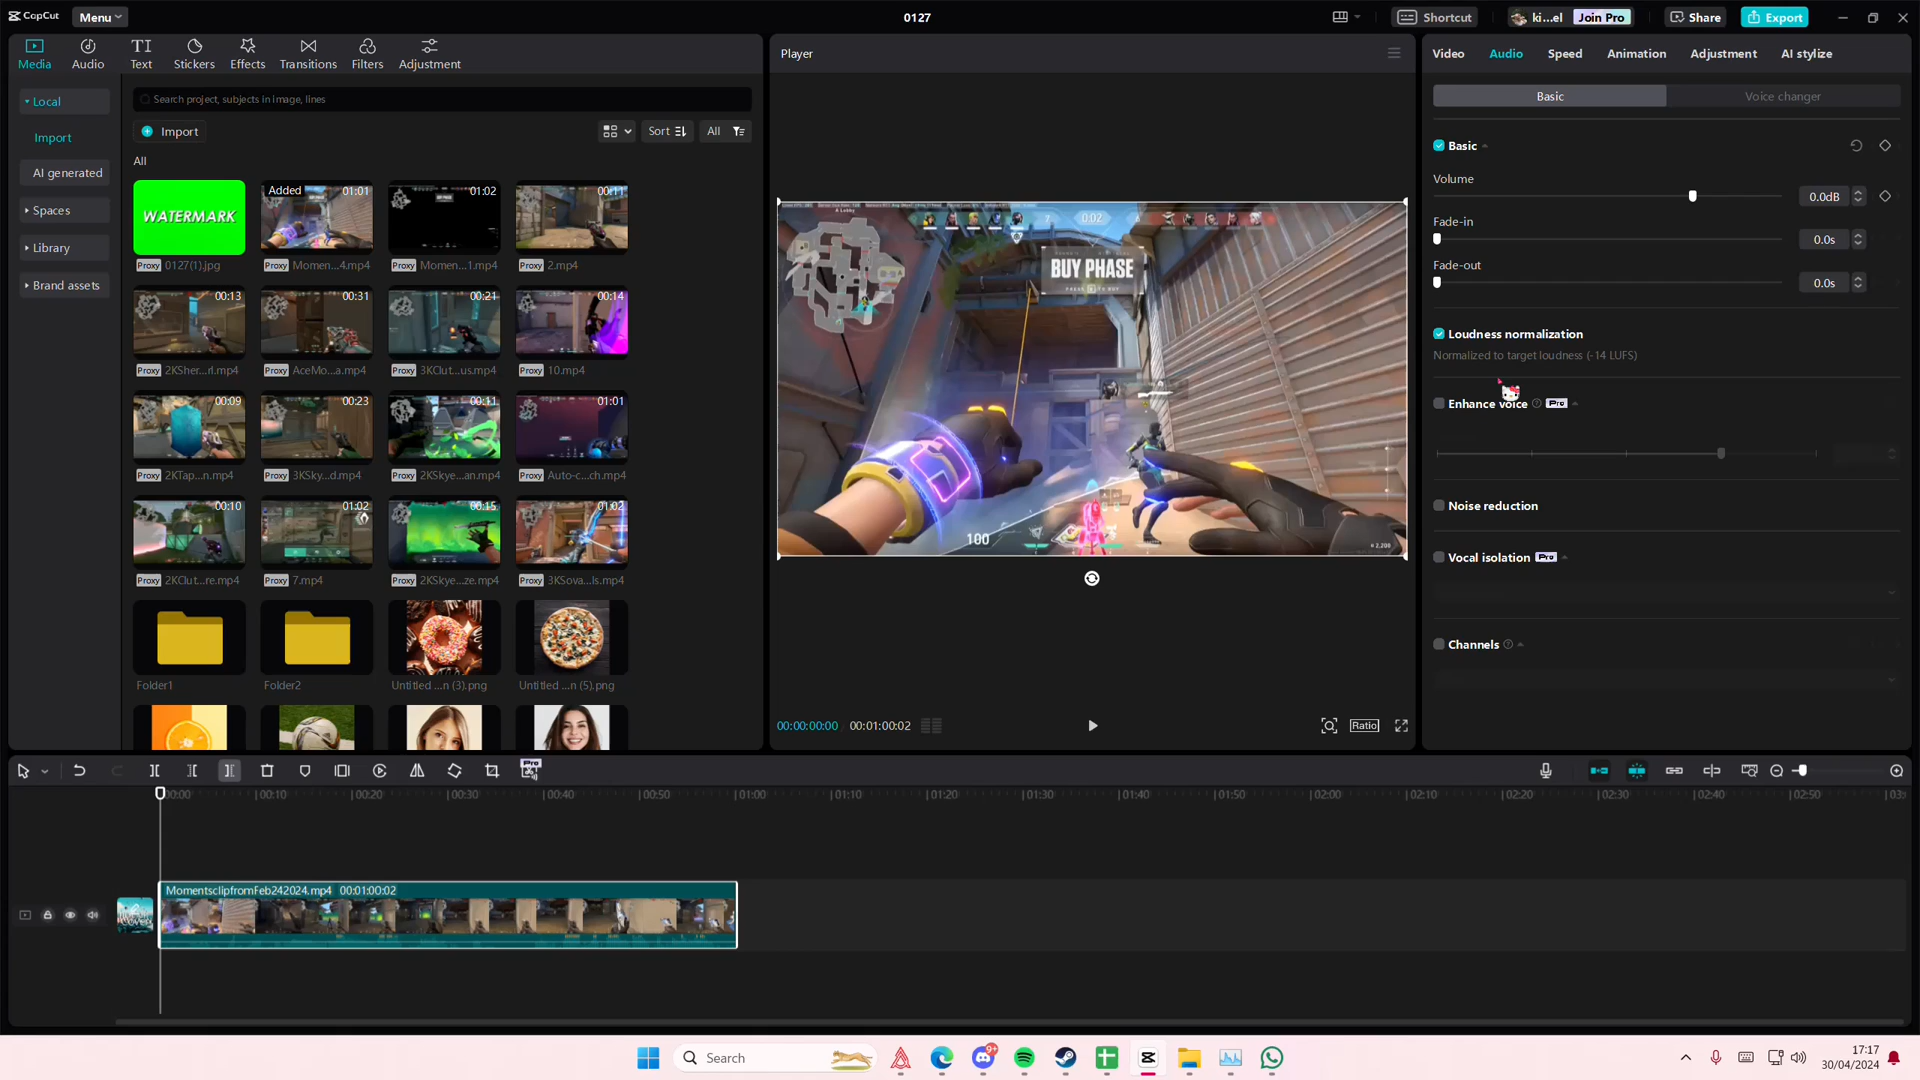 CapCut
Menu
0127
Shortcut
ki...el
Join Pro
Share
Export
Media
Audio
Text
Stickers
Effects
Transitions
Filters
Adjustment
Local
Import
AI generated
Spaces
Library
Brand assets
Search project, subjects in image, lines
Import
Sort
All
All
WATERMARK
Added
01:01
01:02
00:11
Proxy 0127(1).jpg
Proxy Momen...4.mp4
Proxy Momen...1.mp4
Proxy 2.mp4
00:13
00:31
00:21
00:14
Proxy 2KSher...rl.mp4
Proxy AceMo...a.mp4
Proxy 3KClut...us.mp4
Proxy 10.mp4
00:09
00:23
00:11
01:01
Proxy 2KTap...n.mp4
Proxy 3KSky...d.mp4
Proxy 2KSkye...an.mp4
Proxy Auto-c...ch.mp4
00:10
01:02
00:15
01:02
Proxy 2KClut...re.mp4
Proxy 7.mp4
Proxy 2KSkye...ze.mp4
Proxy 3KSova...ls.mp4
Folder1
Folder2
Untitled ...n (3).png
Untitled ...n (5).png
Player
A Lobby
7
0:02
BUY PHASE
100
2,200
00:00:00:00 / 00:01:00:02
Ratio
Video
Audio
Speed
Animation
Adjustment
AI stylize
Basic
Voice changer
Basic
Volume
0.0dB
Fade-in
0.0s
Fade-out
0.0s
Loudness normalization
Normalized to target loudness (-14 LUFS)
Enhance voice
Pro
Noise reduction
Vocal isolation
Pro
Channels
Pro
00:00
00:10
00:20
00:30
00:40
00:50
01:00
01:10
01:20
01:30
01:40
01:50
02:00
02:10
02:20
02:30
02:40
02:50
MomentsclipfromFeb242024.mp4 00:01:00:02
Search
9+
17:17
30/04/2024